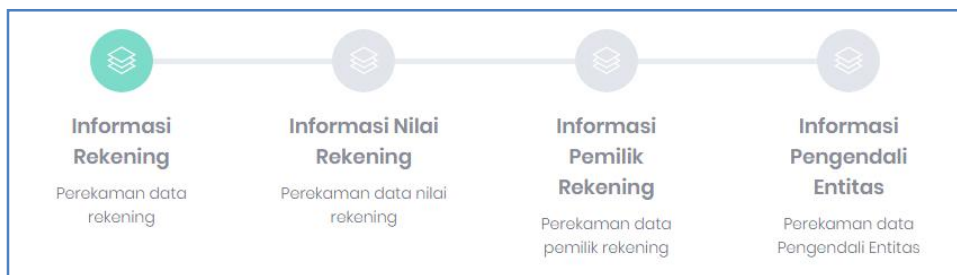 Informasi
Rekening
Perekaman data
rekening
Informasi Nilai
Rekening
Perekaman data nilai
rekening
Informasi
Pemilik
Rekening
Perekaman data
pemilik rekening
Informasi
Pengendali
Entitas
Perekaman data
Pengendali Entitas